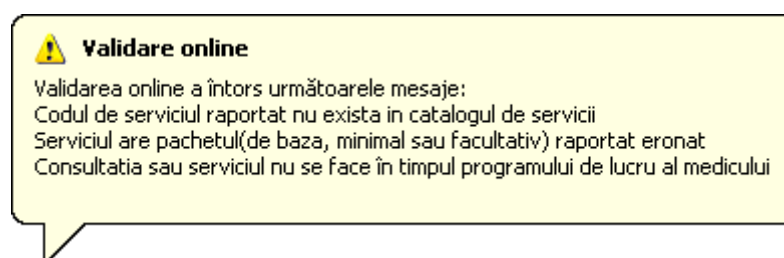 Validare online
Validarea online a întors următoarele mesaje:
Codul de serviciul raportat nu exista in catalogul de servicii
Serviciul are pachetul(de baza, minimal sau facultativ) raportat eronat
Consultatia sau serviciul nu se face în timpul programului de lucru al medicului